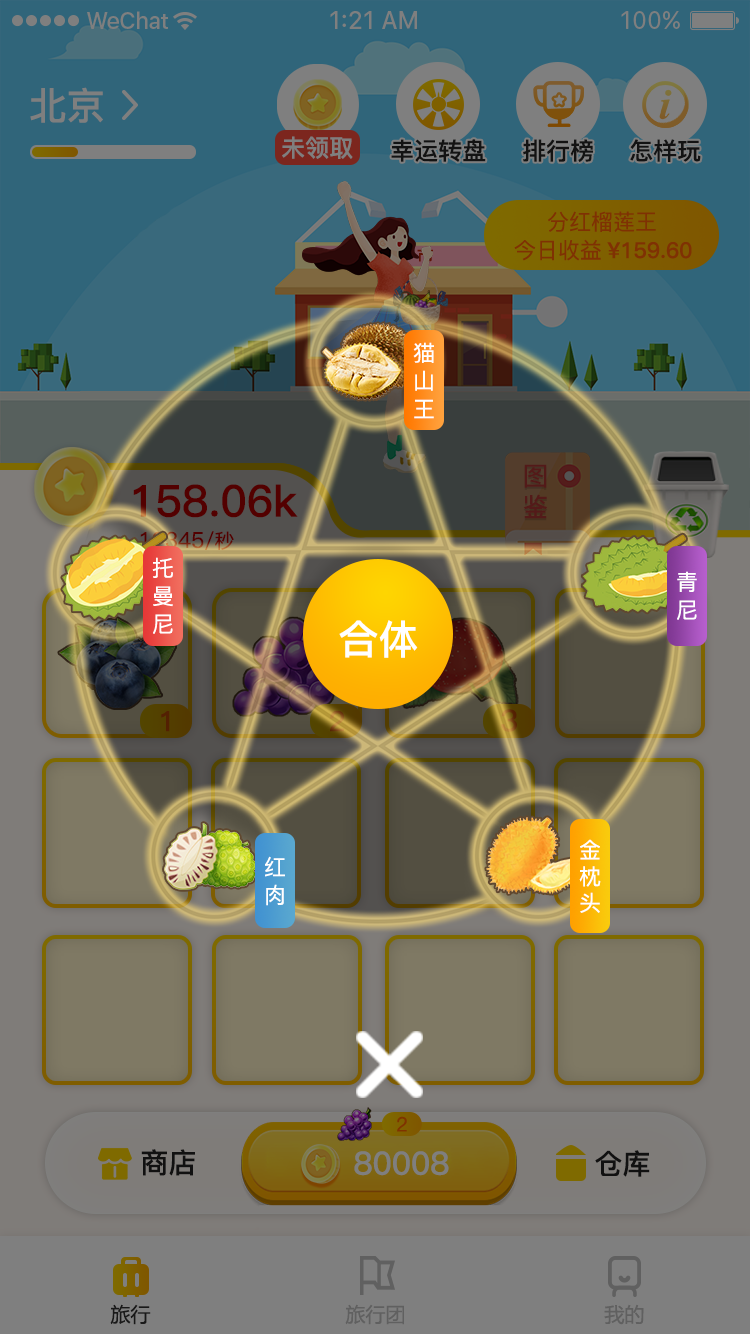 WeChat
1:21 AM
100%
北京
未领取
幸运转盘
排行榜
怎样玩
分红榴莲王
今日收益 ¥159.60
猫山王
图鉴
158.06k
345/秒
托曼尼
青尼
合体
1
2
3
红肉
金枕头
商店
2
80008
仓库
旅行
旅行团
我的